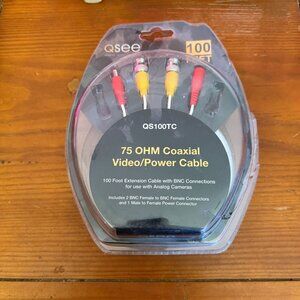 Qsee
100
FEET
QS100TC
75 OHM Coaxial
Video/Power Cable
100 Foot Extension Cable with BNC Connections
for use with Analog Cameras
Includes 2 BNC Female to BNC Female Connectors
and 1 Male to Female Power Connector